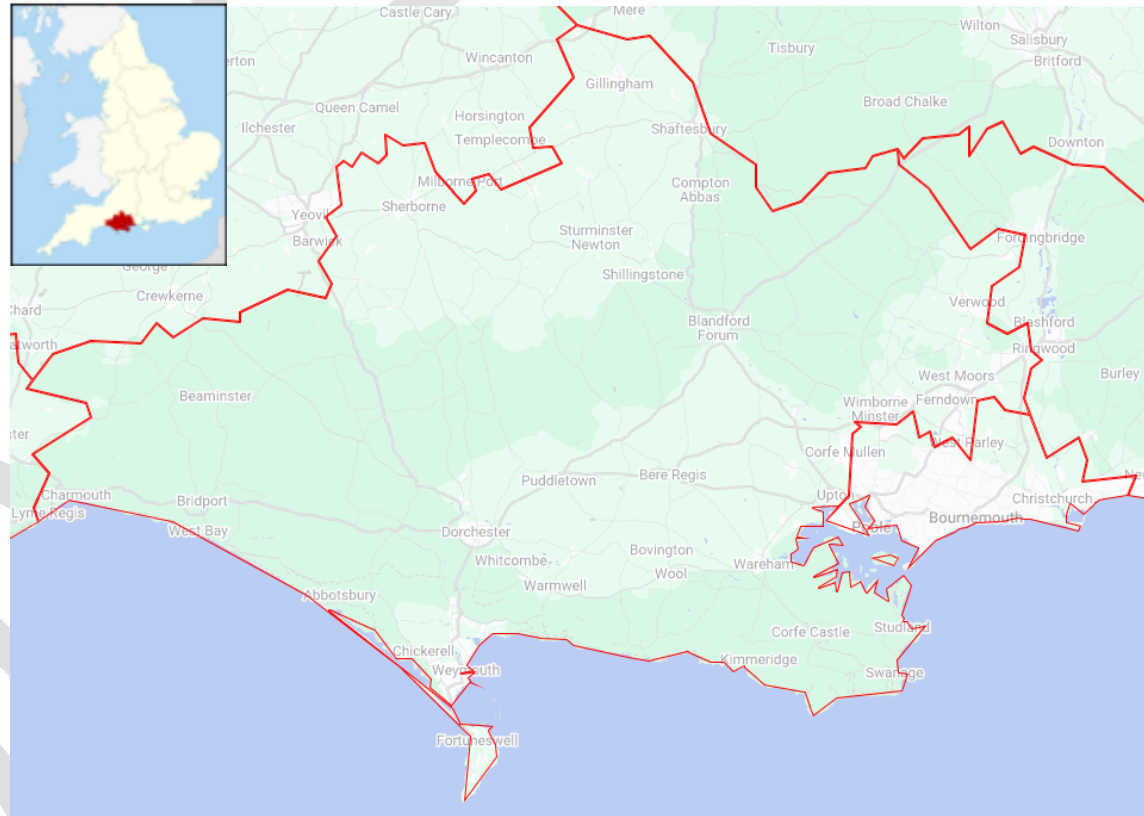 Castle Cary
Mere
Wilton
Salisbury
Britford
Tisbury
Wincanton
erton
Gillingham
Broad Chalke
Queen Camel
Horsington
Ilchester
Templecombe
Shaftesbury
Downton
Milborne Port
Compton
Abbas
Sherborne
Yeovil
Barwick
Sturminster
Newton
Fordingbridge
George
Shillingstone
Crewkerne
Verwood
Chard
Blandford
Forum
Blashford
Ringwood
atworth
West Moors
Burley
Beaminster
Wimborne
Minster
Ferndown
ster
West Parley
Corfe Mullen
Puddletown
Bere Regis
Ne
Charmouth
Bridport
Upton
Christchurch
Lyme Regis
West Bay
Poole
Bournemouth
Dorchester
Whitcombe
Bovington
Wareham
Wool
Warmwell
Abbotsbury
Corfe Castle
Studland
Chickerell
Weymouth
Kimmeridge
Swanage
Fortuneswell